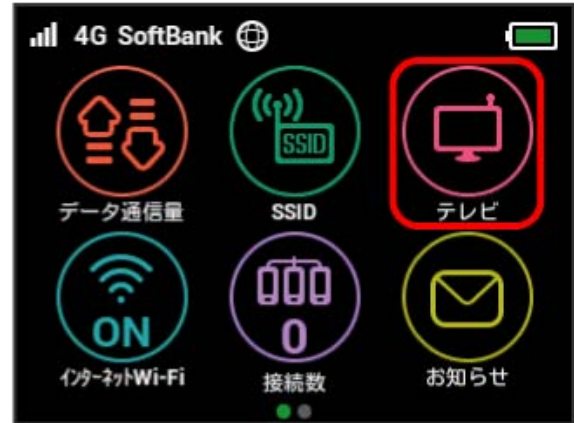 4G SoftBank
SSID
データ通信量
SSID
テレビ
ON
0
インターネットWi-Fi
接続数
お知らせ